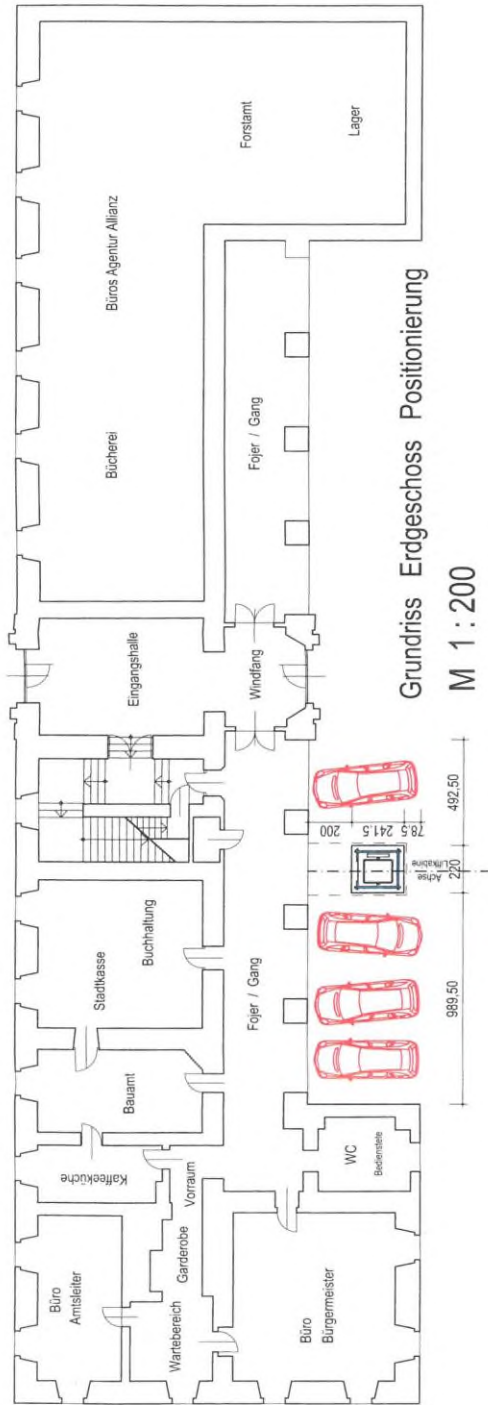 Büro
Amtsleiter
Kaffeeküche
Bauamt
Stadtkasse
Buchhaltung
Eingangshalle
Bücherei
Büros Agentur Allianz
Forstamt
Lager
Wartebereich
Garderobe
Vorraum
Fojer / Gang
Windfang
Fojer / Gang
Büro
Bürgermeister
WC
Bedienstete
200
241.5
78.5
Achse
Liftkabine
989,50
220
492,50
Grundriss Erdgeschoss Positionierung
M 1 : 200